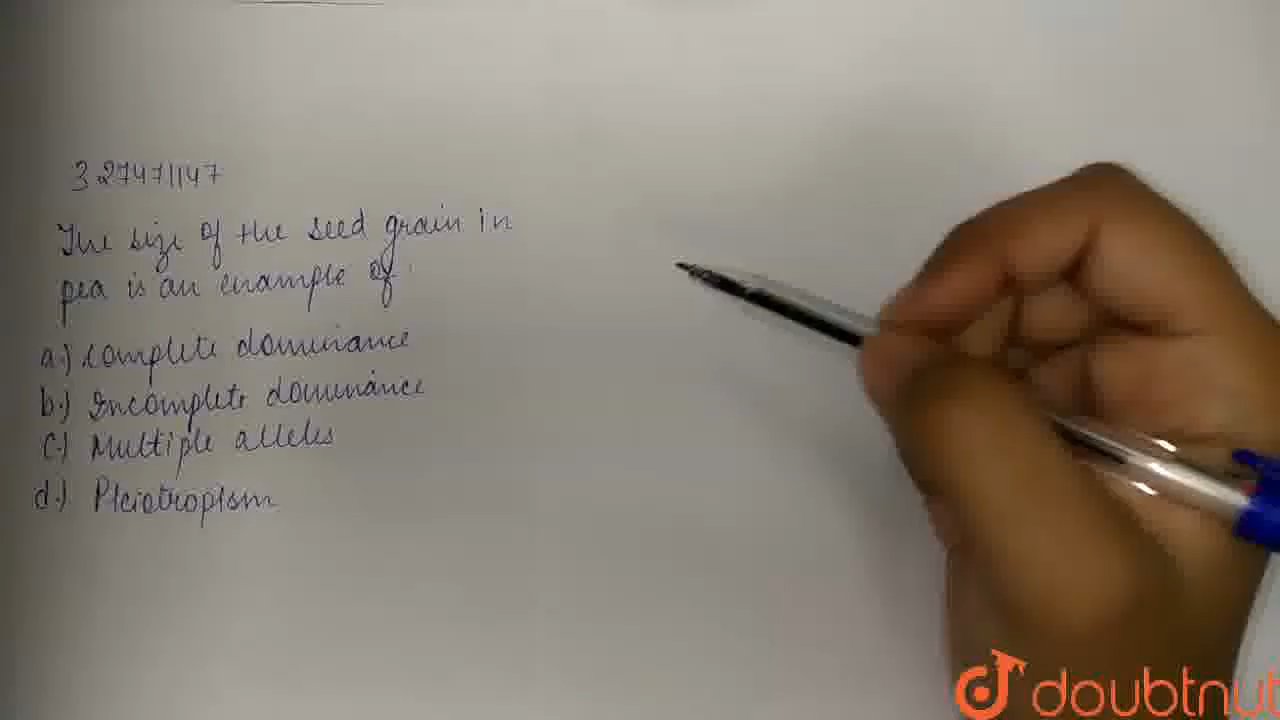 327471147
The size of the seed grain in
pea is an example of
a.) complete dominance
b.) Incomplete dominance
c.) Multiple alleles
d.) Pleiotropism
doubtnut